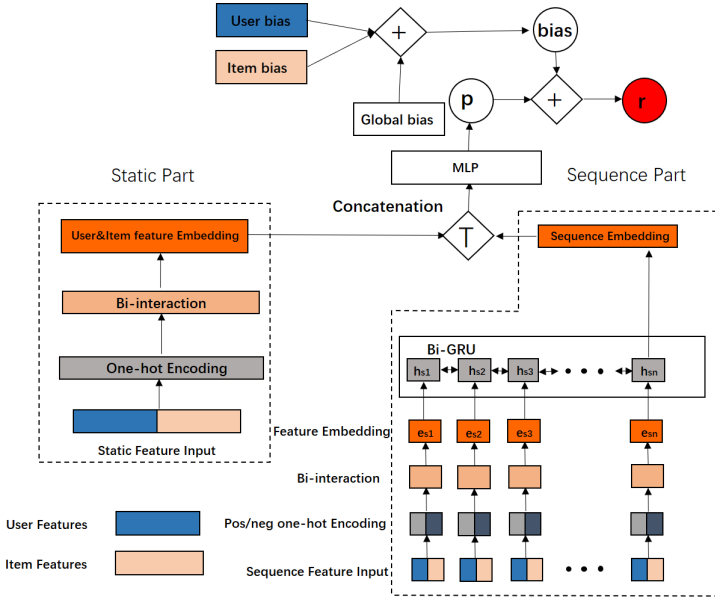 User bias
+
bias
Item bias
p
+
r
Global bias
MLP
Static Part
Sequence Part
Concatenation
User&Item feature Embedding
T
Sequence Embedding
Bi-interaction
Bi-GRU
One-hot Encoding
hs1 hs2 hs3 • • • hsn
Feature Embedding es1 es2 es3 esn
Static Feature Input
Bi-interaction
User Features
Pos/neg one-hot Encoding
Item Features
Sequence Feature Input • • •